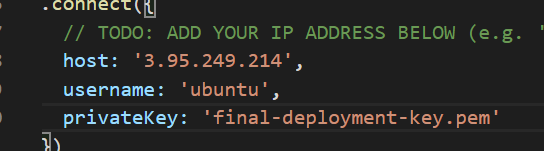 .connect({
// TODO: ADD YOUR IP ADDRESS BELOW (e.g. '
host: '3.95.249.214',
username: 'ubuntu',
privateKey: 'final-deployment-key.pem'
})